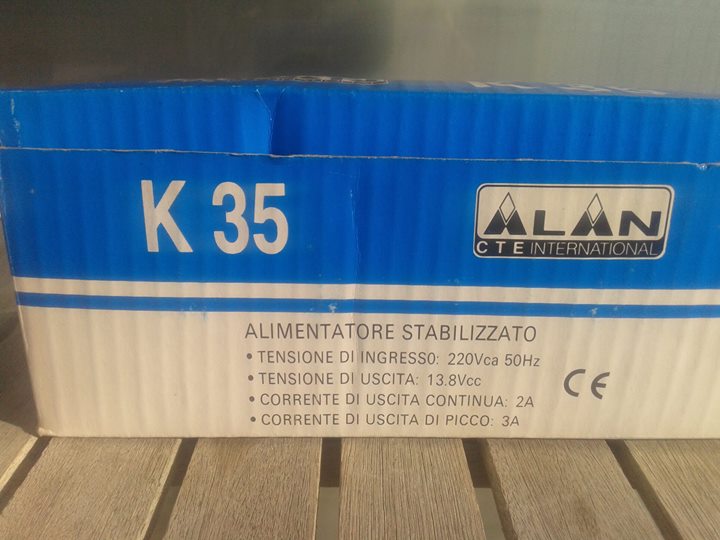 K 35
ALAN
CTE INTERNATIONAL
ALIMENTATORE STABILIZZATO
• TENSIONE DI INGRESSO: 220Vca 50Hz
• TENSIONE DI USCITA: 13.8Vcc
• CORRENTE DI USCITA CONTINUA: 2A
• CORRENTE DI USCITA DI PICCO: 3A
CE